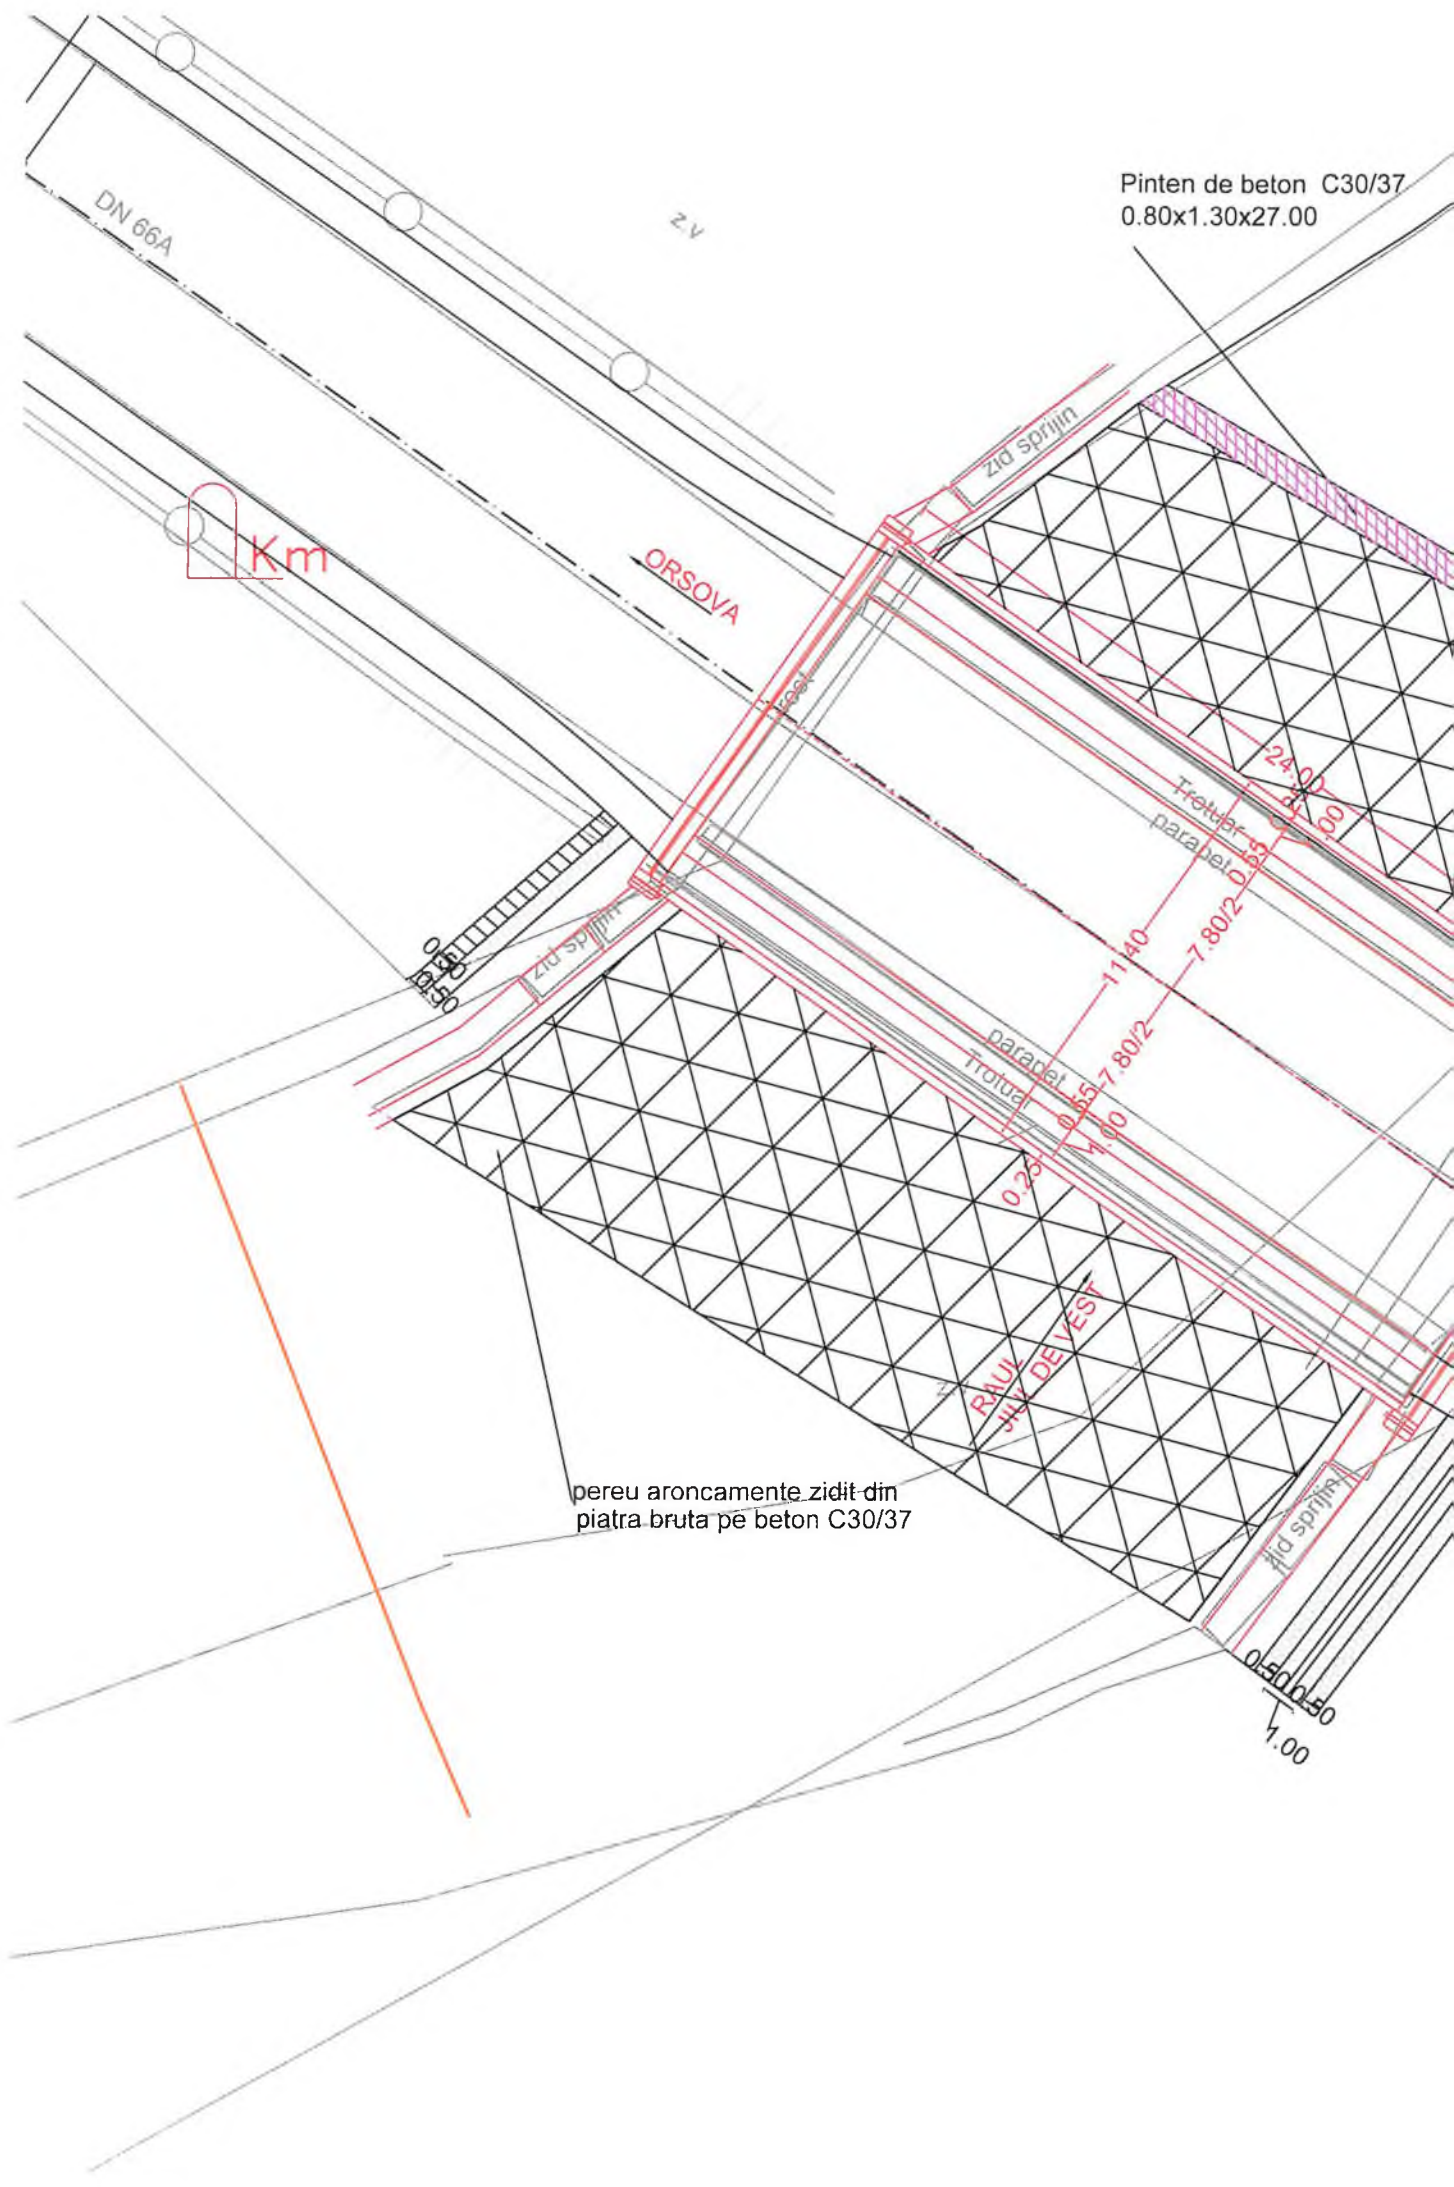 Pinten de beton C30/37
0.80x1.30x27.00
DN 66A
z.v
zid sprijin
Km
ORSOVA
rost
24.00
Trotuar
parapet
0.55
7.80/2
11.40
7.80/2
0.55
1.00
0.25
parapet
Trotuar
zid sprijin
0.50
RAUL
JIUL DE VEST
pereu aroncamente zidit din
piatra bruta pe beton C30/37
zid sprijin
0.50
0.50
1.00